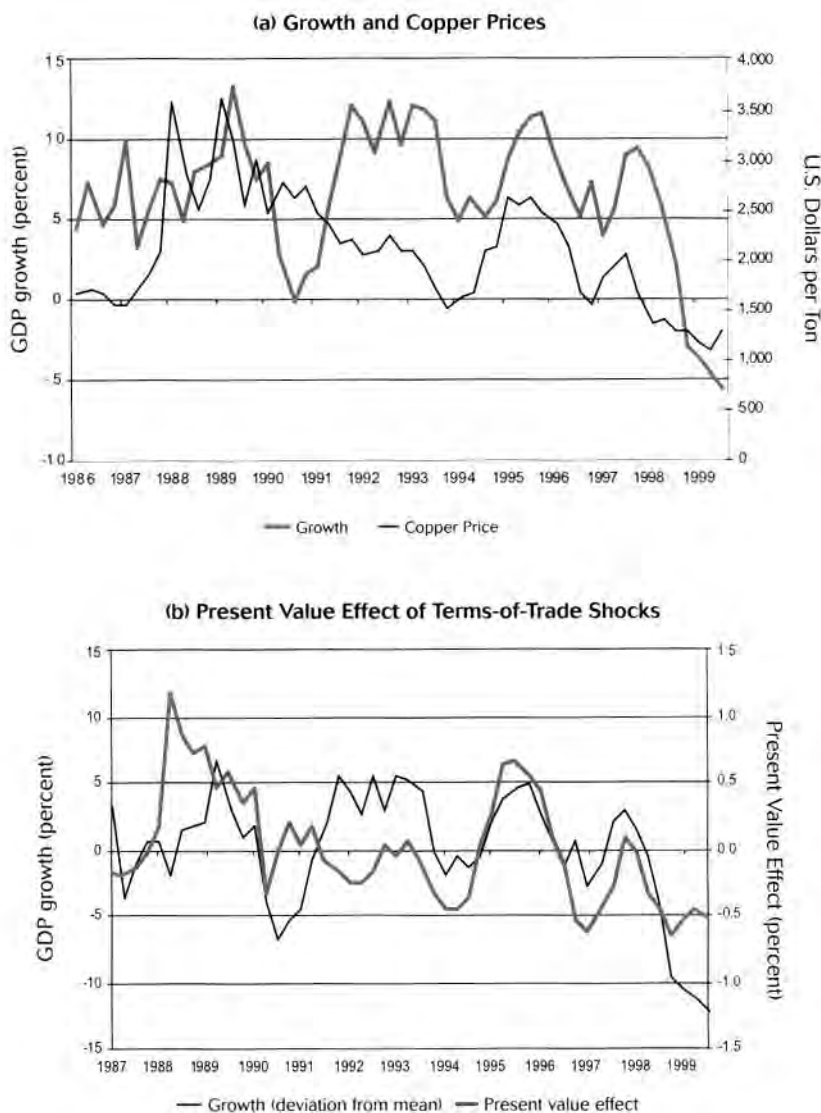 (a) Growth and Copper Prices
15
10
5
0
-5
-10
GDP growth (percent)
4,000
3,500
3,000
2,500
2,000
1,500
1,000
500
0
U.S. Dollars per Ton
1986 1987 1988 1989 1990 1991 1992 1993 1994 1995 1996 1997 1998 1999
Growth Copper Price
(b) Present Value Effect of Terms-of-Trade Shocks
15
10
5
0
-5
-10
-15
GDP growth (percent)
1.5
1.0
0.5
0.0
-0.5
-1.0
-1.5
Present Value Effect (percent)
1987 1988 1989 1990 1991 1992 1993 1994 1995 1996 1997 1998 1999
Growth (deviation from mean) Present value effect